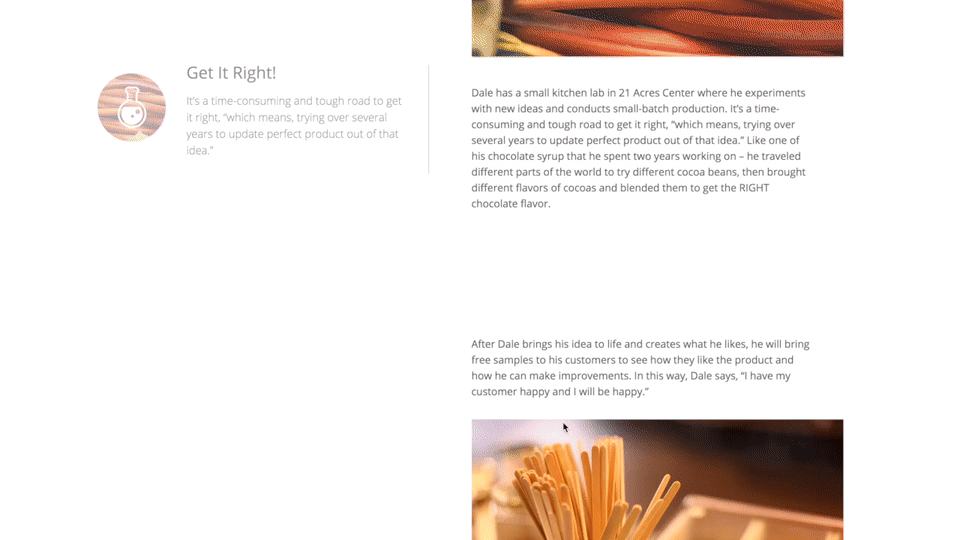 Get It Right!
It's a time-consuming and tough road to get
it right, "which means, trying over several
years to update perfect product out of that
idea."
Dale has a small kitchen lab in 21 Acres Center where he experiments
with new ideas and conducts small-batch production. It's a time-
consuming and tough road to get it right, "which means, trying over
several years to update perfect product out of that idea." Like one of
his chocolate syrup that he spent two years working on – he traveled
different parts of the world to try different cocoa beans, then brought
different flavors of cocoas and blended them to get the RIGHT
chocolate flavor.
After Dale brings his idea to life and creates what he likes, he will bring
free samples to his customers to see how they like the product and
how he can make improvements. In this way, Dale says, "I have my
customer happy and I will be happy."